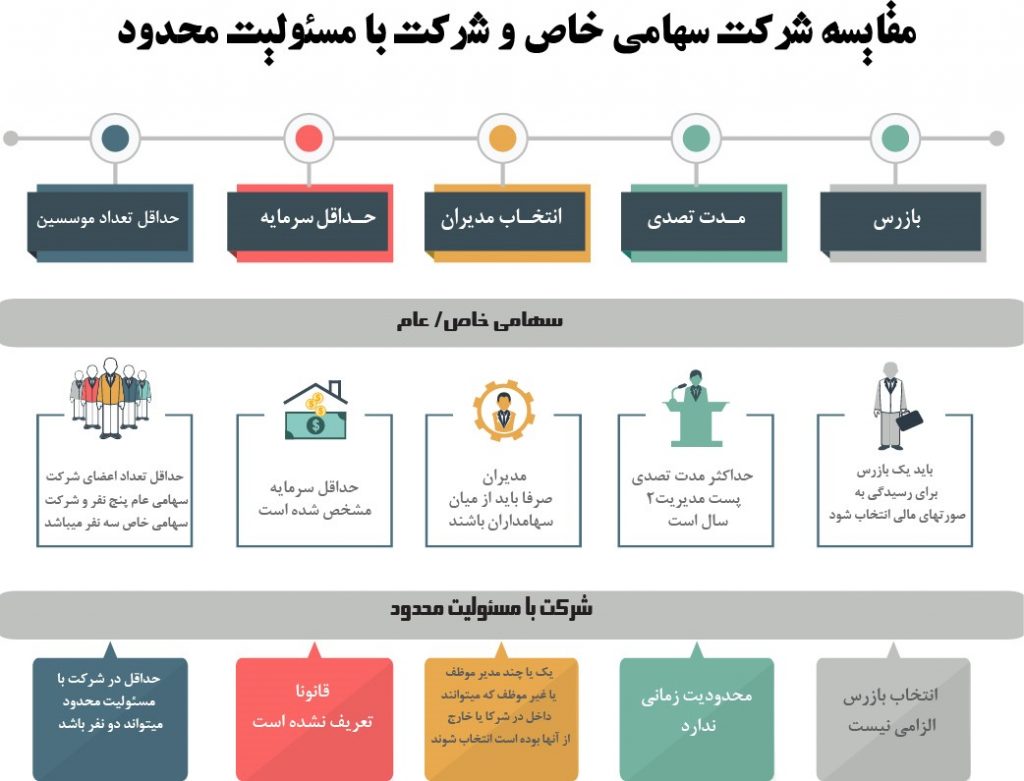 مقایسه شرکت سهامی خاص و شرکت با مسئولیت محدود
بازرس
مـدت تصدی
انتخـاب مدیران
حـداقل سرمایه
حداقل تعداد موسسین
سهامی خاص/ عام
باید یک بازرس
برای رسیدگی به
صورتهای مالی انتخاب شود
حداکثر مدت تصدی
پست مدیریت۲
سال است
مدیران
صرفا باید از میان
سهامداران باشند
حداقل سرمایه
مشخص شده است
حداقل تعداد اعضای شرکت
سهامی عام پنج نفر و شرکت
سهامی خاص سه نفر میباشد
شرکت با مسئولیت محدود
انتخاب بازرس
الزامی نیست
محدودیت زمانی
ندارد
یک یا چند مدیر موظف
یا غیر موظف که میتوانند
داخل در شرکا یا خارج
از آنها بوده است انتخاب شوند
قانونا
تعریف نشده است
حداقل در شرکت با
مسئولیت محدود
میتواند دو نفر باشد